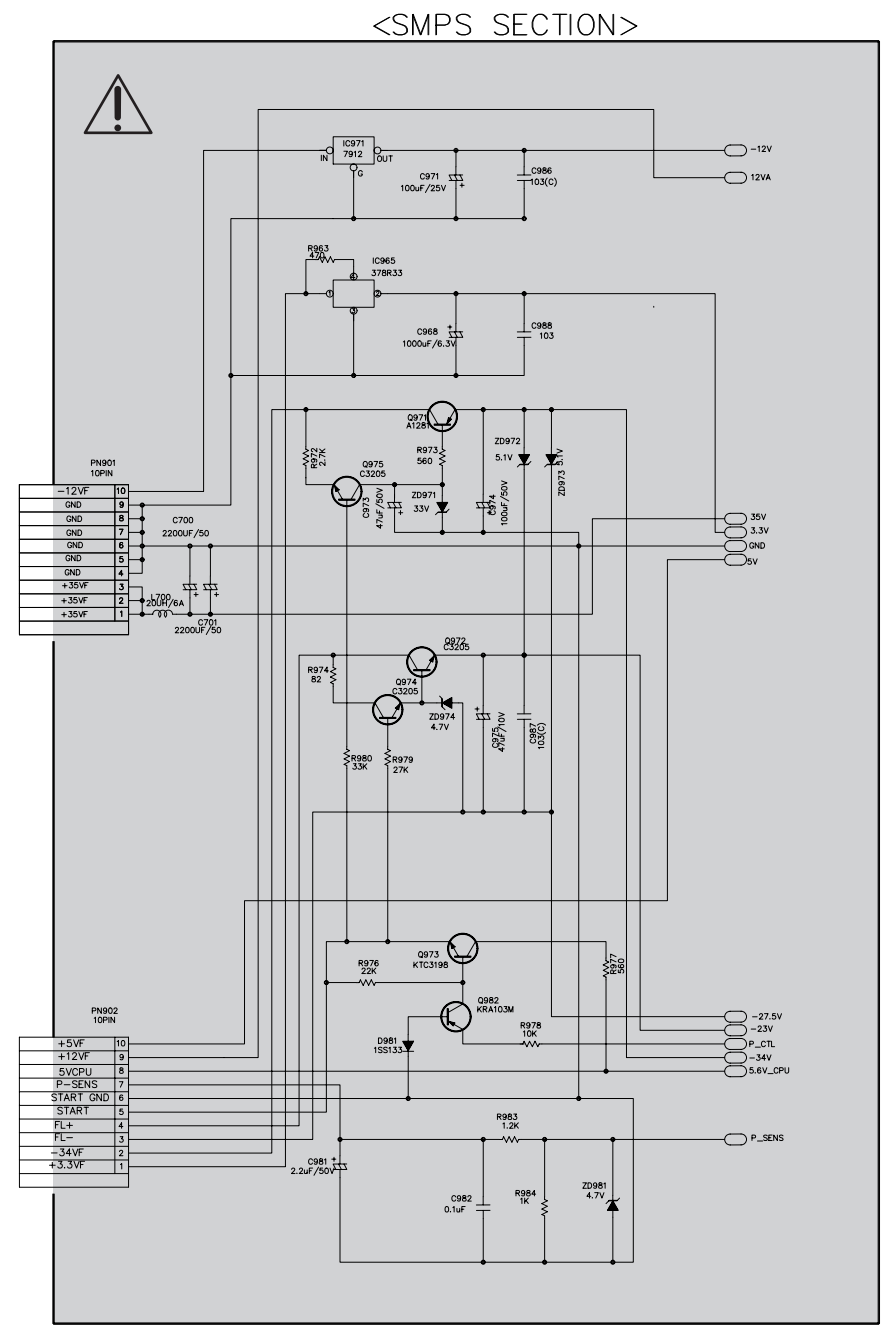 <SMPS SECTION>
IC971
7912
IN
OUT
G
C971
100uF/25V
C986
103(C)
-12V
12VA
R963
470
IC965
378R33
4
1
2
3
C968
1000uF/6.3V
C988
103
Q971
A1281
R972
2.7K
R973
560
ZD972
5.1V
ZD973
5.1V
Q975
C3205
C973
47uF/50V
ZD971
33V
C974
100uF/50V
PN901
10PIN
-12VF 10
GND 9
GND 8
GND 7
GND 6
GND 5
GND 4
+35VF 3
+35VF 2
+35VF 1
C700
2200UF/50
L700
20UH/6A
C701
2200UF/50
35V
3.3V
GND
5V
Q972
C3205
R974
82
Q974
C3205
ZD974
4.7V
C975
47uF/10V
C987
103(C)
R980
33K
R979
27K
Q973
KTC3198
R976
22K
R977
560
Q982
KRA103M
R978
10K
D981
1SS133
-27.5V
-23V
P_CTL
-34V
5.6V_CPU
PN902
10PIN
+5VF 10
+12VF 9
5VCPU 8
P-SENS 7
START GND 6
START 5
FL+ 4
FL- 3
-34VF 2
+3.3VF 1
R983
1.2K
P_SENS
C981
2.2uF/50V
C982
0.1uF
R984
1K
ZD981
4.7V